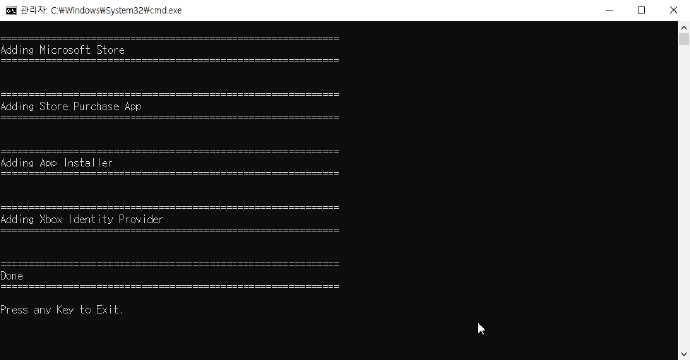 관리자: C:₩Windows₩System32₩cmd.exe
============================================================
Adding Microsoft Store
============================================================
============================================================
Adding Store Purchase App
============================================================
============================================================
Adding App Installer
============================================================
============================================================
Adding Xbox Identity Provider
============================================================
============================================================
Done
============================================================
Press any Key to Exit.